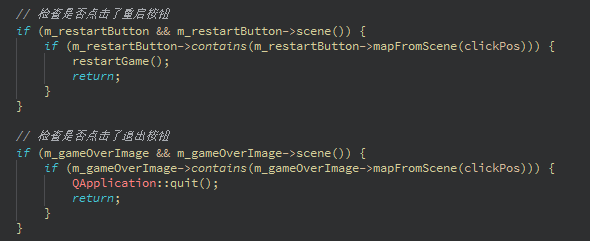 // 检查是否点击了重启按钮
if (m_restartButton && m_restartButton->scene()) {
if (m_restartButton->contains(m_restartButton->mapFromScene(clickPos))) {
restartGame();
return;
}
}
// 检查是否点击了退出按钮
if (m_gameOverImage && m_gameOverImage->scene()) {
if (m_gameOverImage->contains(m_gameOverImage->mapFromScene(clickPos))) {
QApplication::quit();
return;
}
}